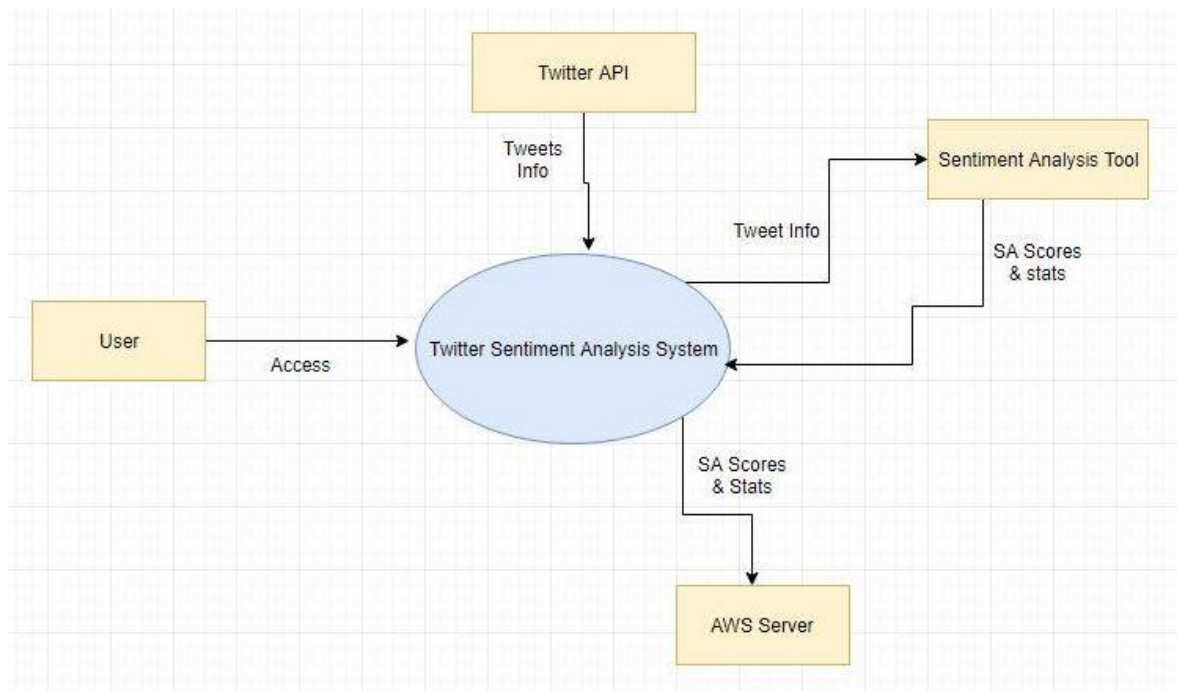 Twitter API
Tweets
Info
Sentiment Analysis Tool
Tweet Info
SA Scores
& stats
User
Access
Twitter Sentiment Analysis System
SA Scores
& Stats
AWS Server